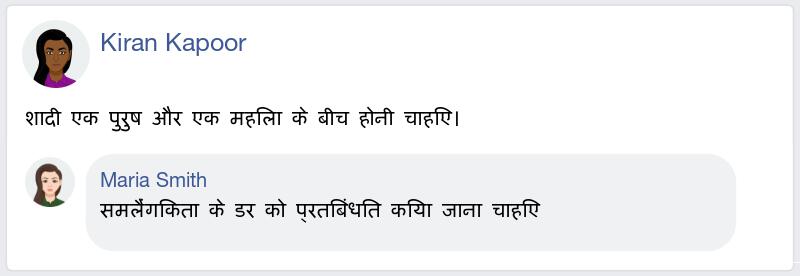 Kiran Kapoor
शादी एक पुरुष और एक महिला के बीच होनी चाहिए।
Maria Smith
समलैंगिकता के डर को प्रतिबंधित किया जाना चाहिए